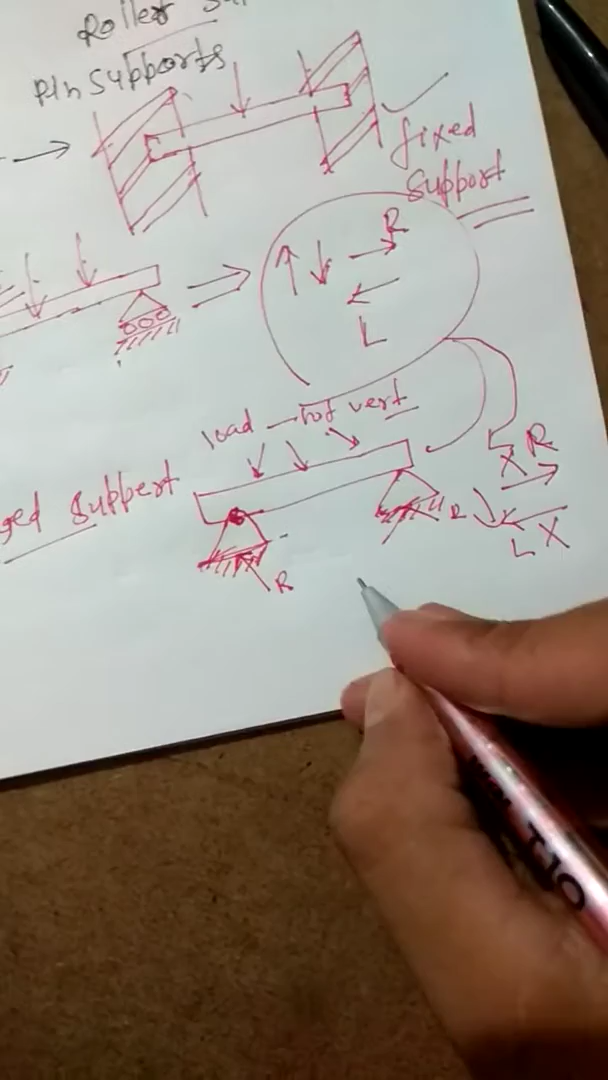 Roller
Pin Supports
fixed
Support
R
L
load → not vert
ged Support
X R
R
L X
R